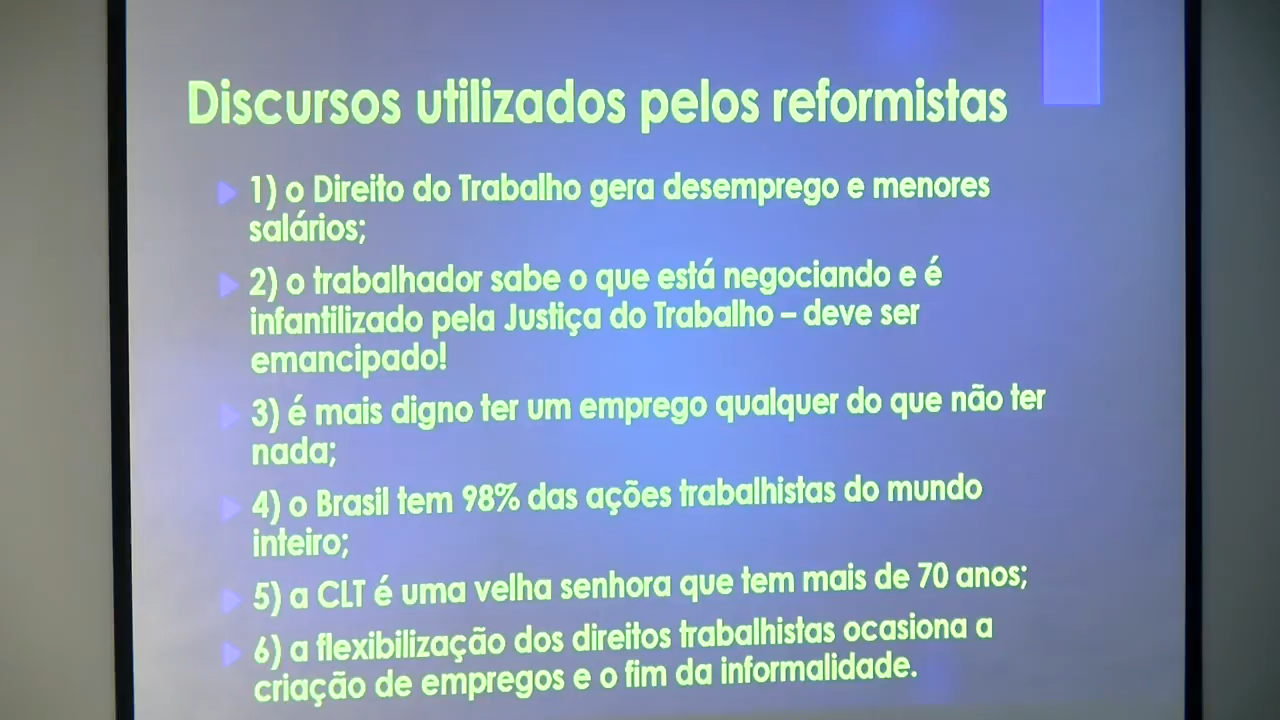 Discursos utilizados pelos reformistas
1) o Direito do Trabalho gera desemprego e menores
salários;
2) o trabalhador sabe o que está negociando e é
infantilizado pela Justiça do Trabalho – deve ser
emancipado!
3) é mais digno ter um emprego qualquer do que não ter
nada;
4) o Brasil tem 98% das ações trabalhistas do mundo
inteiro;
5) a CLT é uma velha senhora que tem mais de 70 anos;
6) a flexibilização dos direitos trabalhistas ocasiona a
criação de empregos e o fim da informalidade.